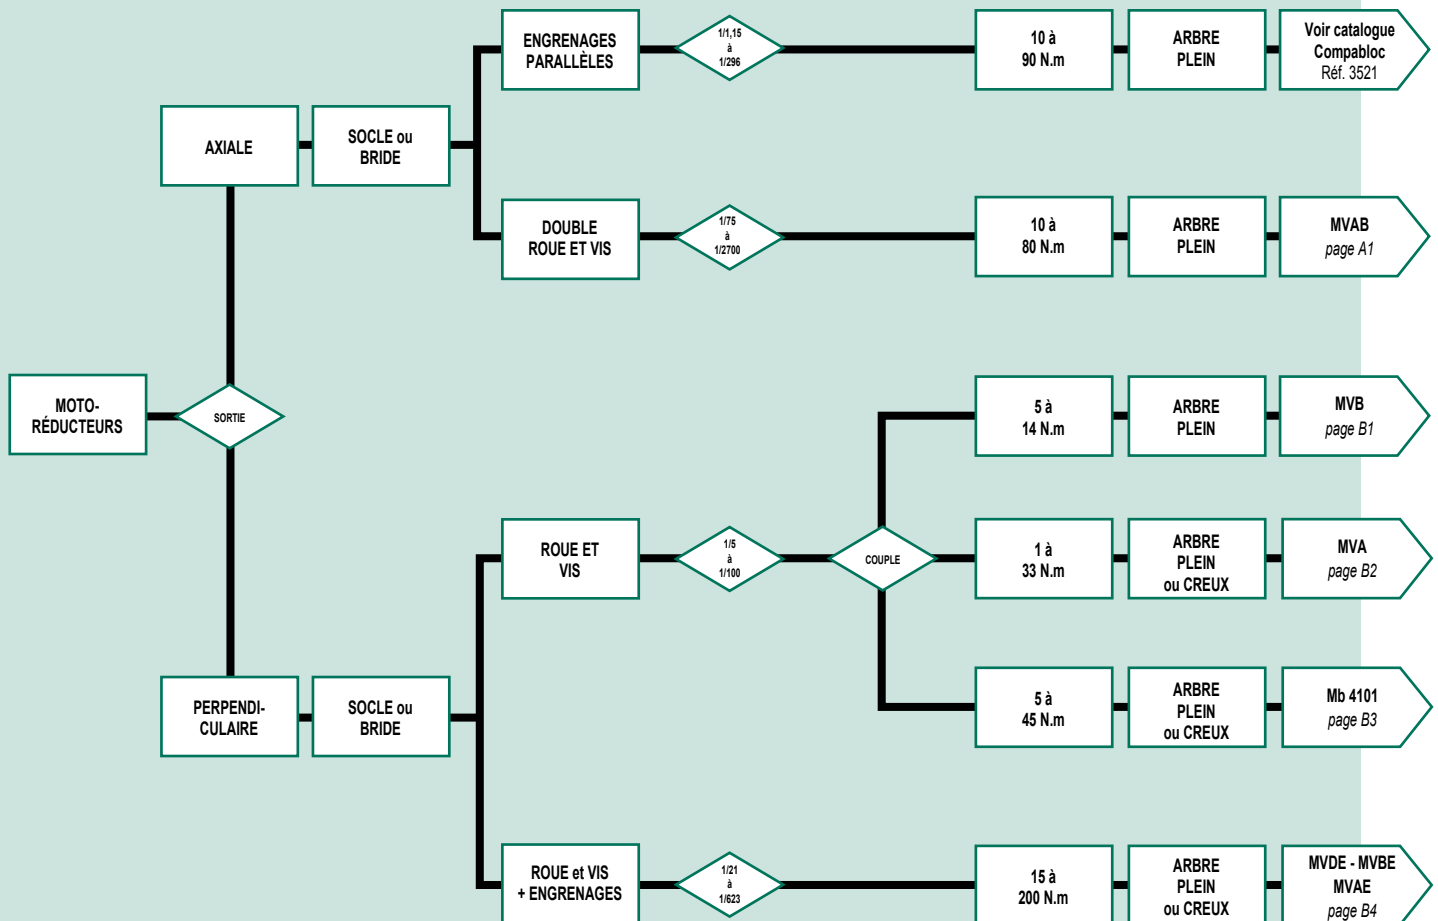 ENGRENAGES
PARALLÈLES
1/1,15
à
1/296
10 à
90 N.m
ARBRE
PLEIN
Voir catalogue
Compabloc
Réf. 3521
AXIALE
SOCLE ou
BRIDE
DOUBLE
ROUE ET VIS
1/75
à
1/2700
10 à
80 N.m
ARBRE
PLEIN
MVAB
page A1
MOTO-
RÉDUCTEURS
SORTIE
5 à
14 N.m
ARBRE
PLEIN
MVB
page B1
ROUE ET
VIS
1/5
à
1/100
COUPLE
1 à
33 N.m
ARBRE
PLEIN
ou CREUX
MVA
page B2
PERPENDI-
CULAIRE
SOCLE ou
BRIDE
5 à
45 N.m
ARBRE
PLEIN
ou CREUX
Mb 4101
page B3
ROUE et VIS
+ ENGRENAGES
1/21
à
1/623
15 à
200 N.m
ARBRE
PLEIN
ou CREUX
MVDE - MVBE
MVAE
page B4